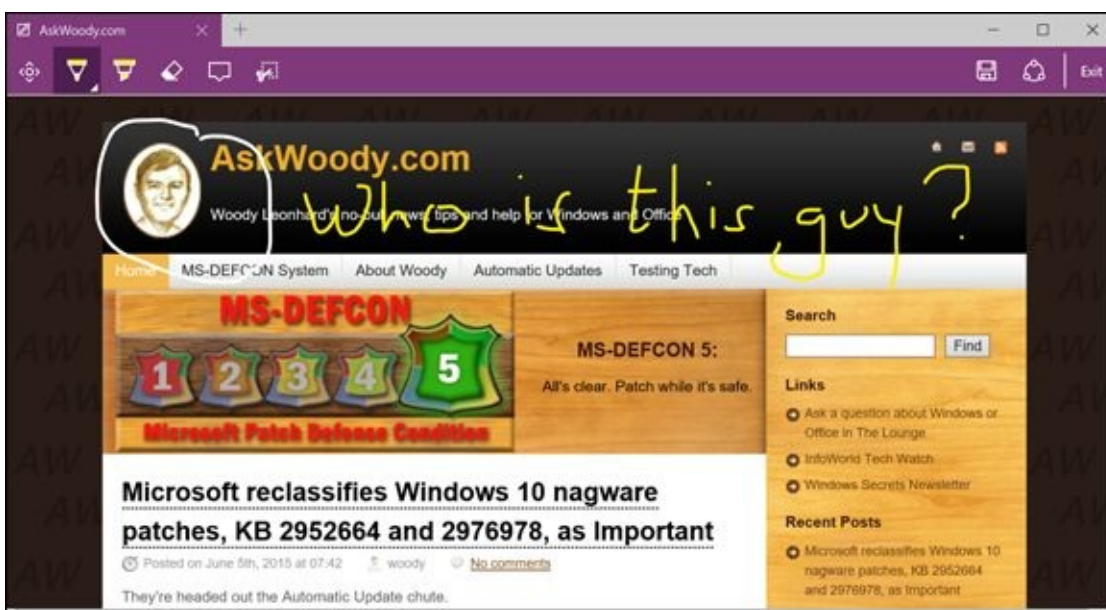 AskWoody.com
Exit
AskWoody.com
Woody Leonhard's no-bull news, tips and help for Windows and Office
Who is this guy?
Home MS-DEFCON System About Woody Automatic Updates Testing Tech
MS-DEFCON
1 2 3 4 5
Microsoft Patch Defense Condition
MS-DEFCON 5:
All's clear. Patch while it's safe.
Search
Find
Links
Ask a question about Windows or
Office in The Lounge
InfoWorld Tech Watch
Windows Secrets Newsletter
Recent Posts
Microsoft reclassifies Windows 10
nagware patches, KB 2952664
and 2976978, as Important
Microsoft reclassifies Windows 10 nagware
patches, KB 2952664 and 2976978, as Important
Posted on June 5th, 2015 at 07:42 woody No comments
They're headed out the Automatic Update chute.